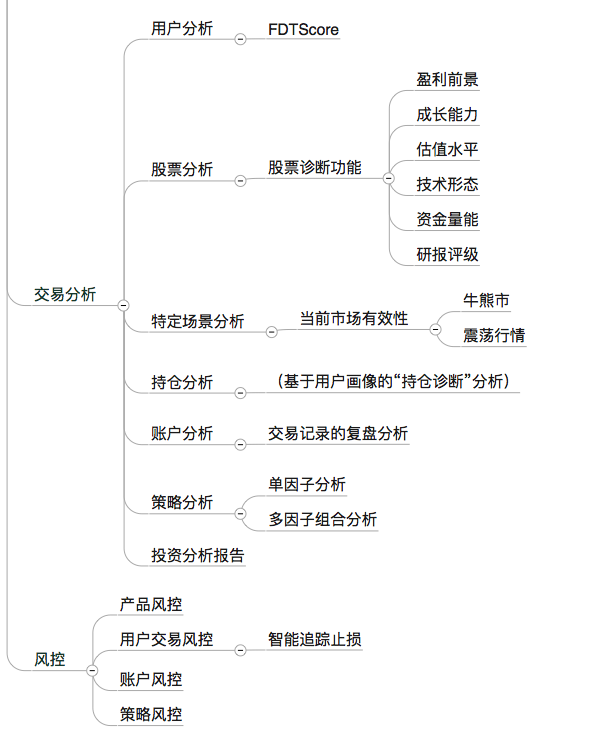 用户分析
FDTScore
盈利前景
成长能力
估值水平
股票分析
股票诊断功能
技术形态
资金量能
研报评级
交易分析
特定场景分析
当前市场有效性
牛熊市
震荡行情
持仓分析
（基于用户画像的“持仓诊断”分析）
账户分析
交易记录的复盘分析
策略分析
单因子分析
多因子组合分析
投资分析报告
风控
产品风控
用户交易风控
智能追踪止损
账户风控
策略风控